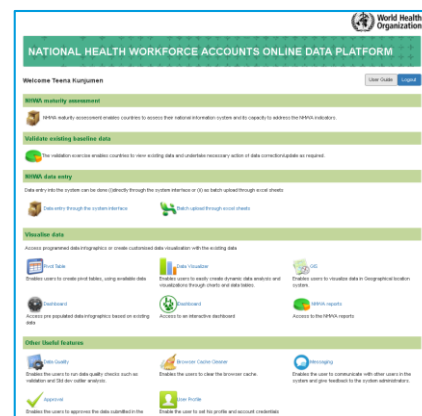 World Health
Organization
NATIONAL HEALTH WORKFORCE ACCOUNTS ONLINE DATA PLATFORM
Welcome Teena Kunjumen
User Guide
Logout
NHWA maturity assessment
NHWA maturity assessment enables countries to assess their national information system and its capacity to address the NHWA indicators.
Validate existing baseline data
The validation exercise enables countries to view existing data and undertake necessary action of data correction/update as required.
NHWA data entry
Data entry into the system can be done (i)directly through the system interface or (ii) as batch upload through excel sheets
Data entry through the system interface
Batch upload through excel sheets
Visualise data
Access programmed data infographics or create customised data visualisation with the existing data
Pivot Table
Data Visualizer
GIS
Enables users to create pivot tables, using available data
Enables users to easily create dynamic data analysis and
visualizations through charts and data tables.
Enables users to visualize data in Geographical location
system.
Dashboard
Dashboard
NHWA reports
Access pre populated data infographics based on existing
data
Access to an interactive dashboard
Access to the NHWA reports
Other Useful features
Data Quality
Browser Cache Cleaner
Messaging
Enables the users to run data quality checks such as
validation and Std dev outlier analysis.
Enables the users to clear the browser cache.
Enables the users to communicate with other users in the
system and give feedback to the system administrators
Approval
User Profile
Enables the users to approves the data submitted in the
Enable the user to set his profile and account credentials